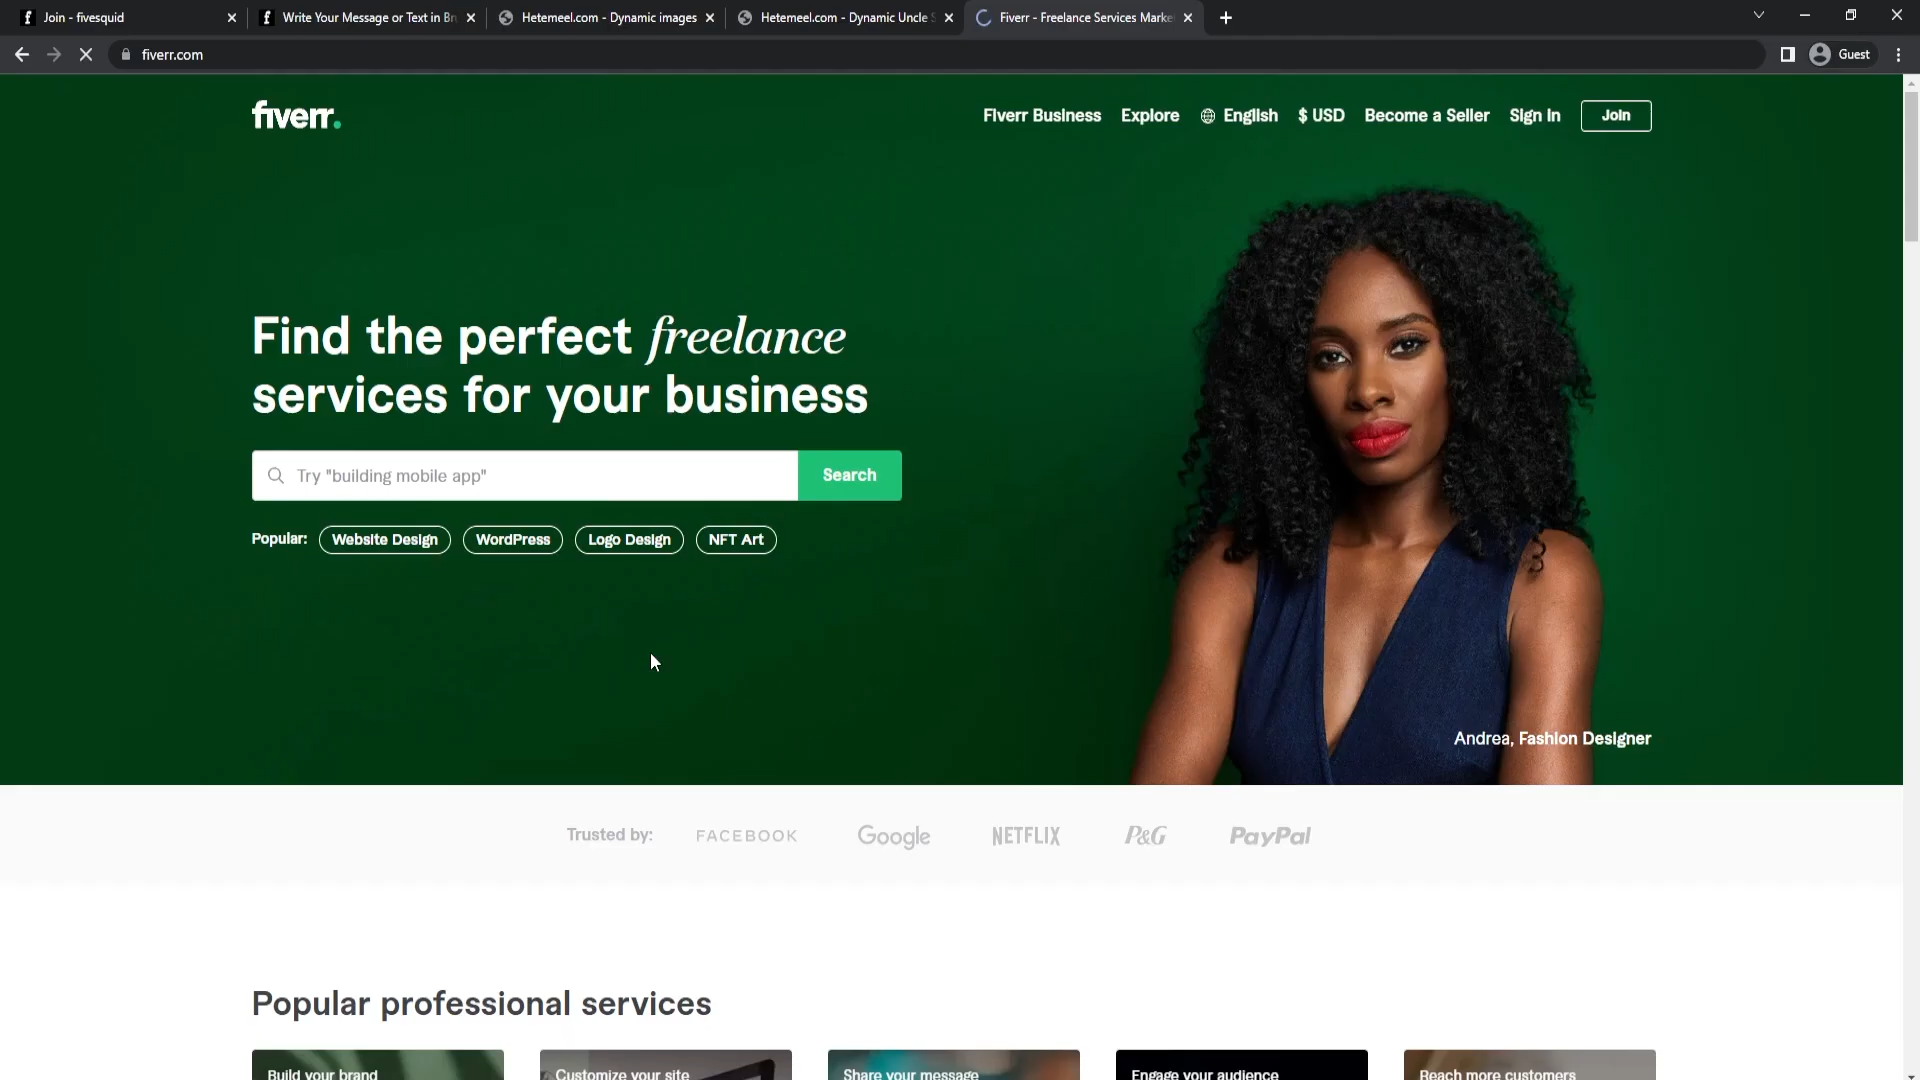 Join - fivesquid
Write Your Message or Text in Br
Hetemeel.com - Dynamic images
Hetemeel.com - Dynamic Uncle S
Fiverr - Freelance Services Marke
fiverr.com
Guest
fiverr.
Fiverr Business
Explore
English
$ USD
Become a Seller
Sign In
Join
Find the perfect freelance
services for your business
Try "building mobile app"
Search
Popular:
Website Design
WordPress
Logo Design
NFT Art
Andrea, Fashion Designer
Trusted by:
FACEBOOK
Google
NETFLIX
P&G
PayPal
Popular professional services
Build your brand
Customize your site
Share your message
Engage your audience
Reach more customers